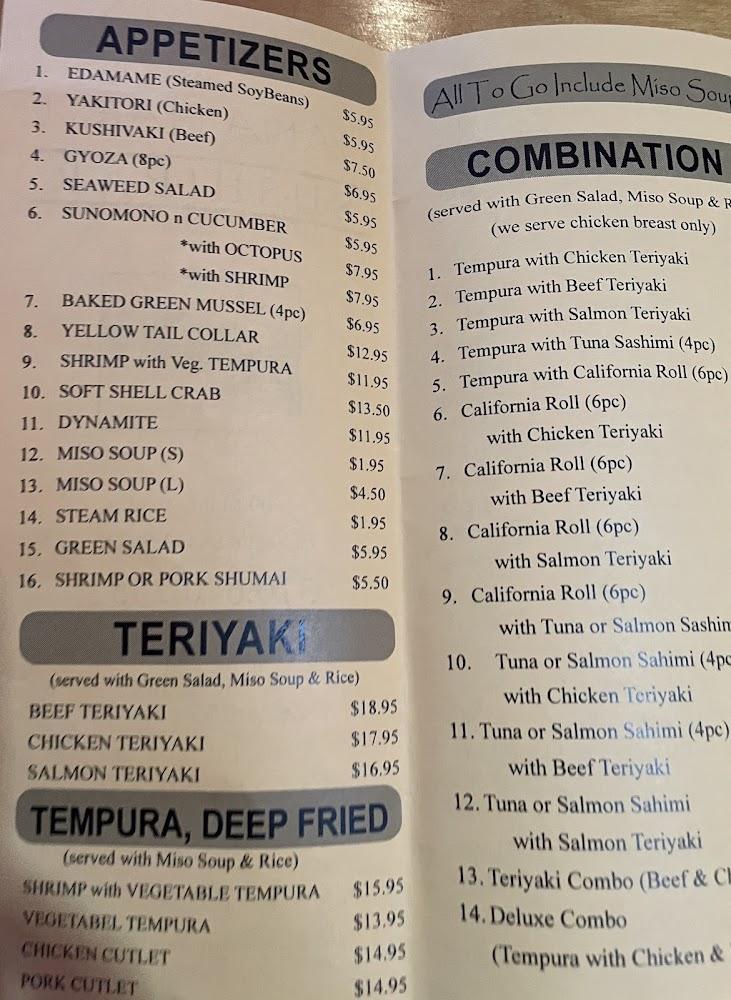 APPETIZERS
1. EDAMAME (Steamed SoyBeans) $5.95
2. YAKITORI (Chicken) $5.95
3. KUSHIVAKI (Beef) $7.50
4. GYOZA (8pc) $6.95
5. SEAWEED SALAD $5.95
6. SUNOMONO n CUCUMBER $5.95
*with OCTOPUS $7.95
*with SHRIMP $7.95
7. BAKED GREEN MUSSEL (4pc) $6.95
8. YELLOW TAIL COLLAR $12.95
9. SHRIMP with Veg. TEMPURA $11.95
10. SOFT SHELL CRAB $13.50
11. DYNAMITE $11.95
12. MISO SOUP (S) $1.95
13. MISO SOUP (L) $4.50
14. STEAM RICE $1.95
15. GREEN SALAD $5.95
16. SHRIMP OR PORK SHUMAI $5.50
TERIYAKI
(served with Green Salad, Miso Soup & Rice)
BEEF TERIYAKI $18.95
CHICKEN TERIYAKI $17.95
SALMON TERIYAKI $16.95
TEMPURA, DEEP FRIED
(served with Miso Soup & Rice)
SHRIMP with VEGETABLE TEMPURA $15.95
VEGETABEL TEMPURA $13.95
CHICKEN CUTLET $14.95
PORK CUTLET $14.95
All To Go Include Miso Soup
COMBINATION
(served with Green Salad, Miso Soup & R
(we serve chicken breast only)
1. Tempura with Chicken Teriyaki
2. Tempura with Beef Teriyaki
3. Tempura with Salmon Teriyaki
4. Tempura with Tuna Sashimi (4pc)
5. Tempura with California Roll (6pc)
6. California Roll (6pc)
with Chicken Teriyaki
7. California Roll (6pc)
with Beef Teriyaki
8. California Roll (6pc)
with Salmon Teriyaki
9. California Roll (6pc)
with Tuna or Salmon Sashim
10. Tuna or Salmon Sahimi (4pc
with Chicken Teriyaki
11. Tuna or Salmon Sahimi (4pc)
with Beef Teriyaki
12. Tuna or Salmon Sahimi
with Salmon Teriyaki
13. Teriyaki Combo (Beef & Ch
14. Deluxe Combo
(Tempura with Chicken &